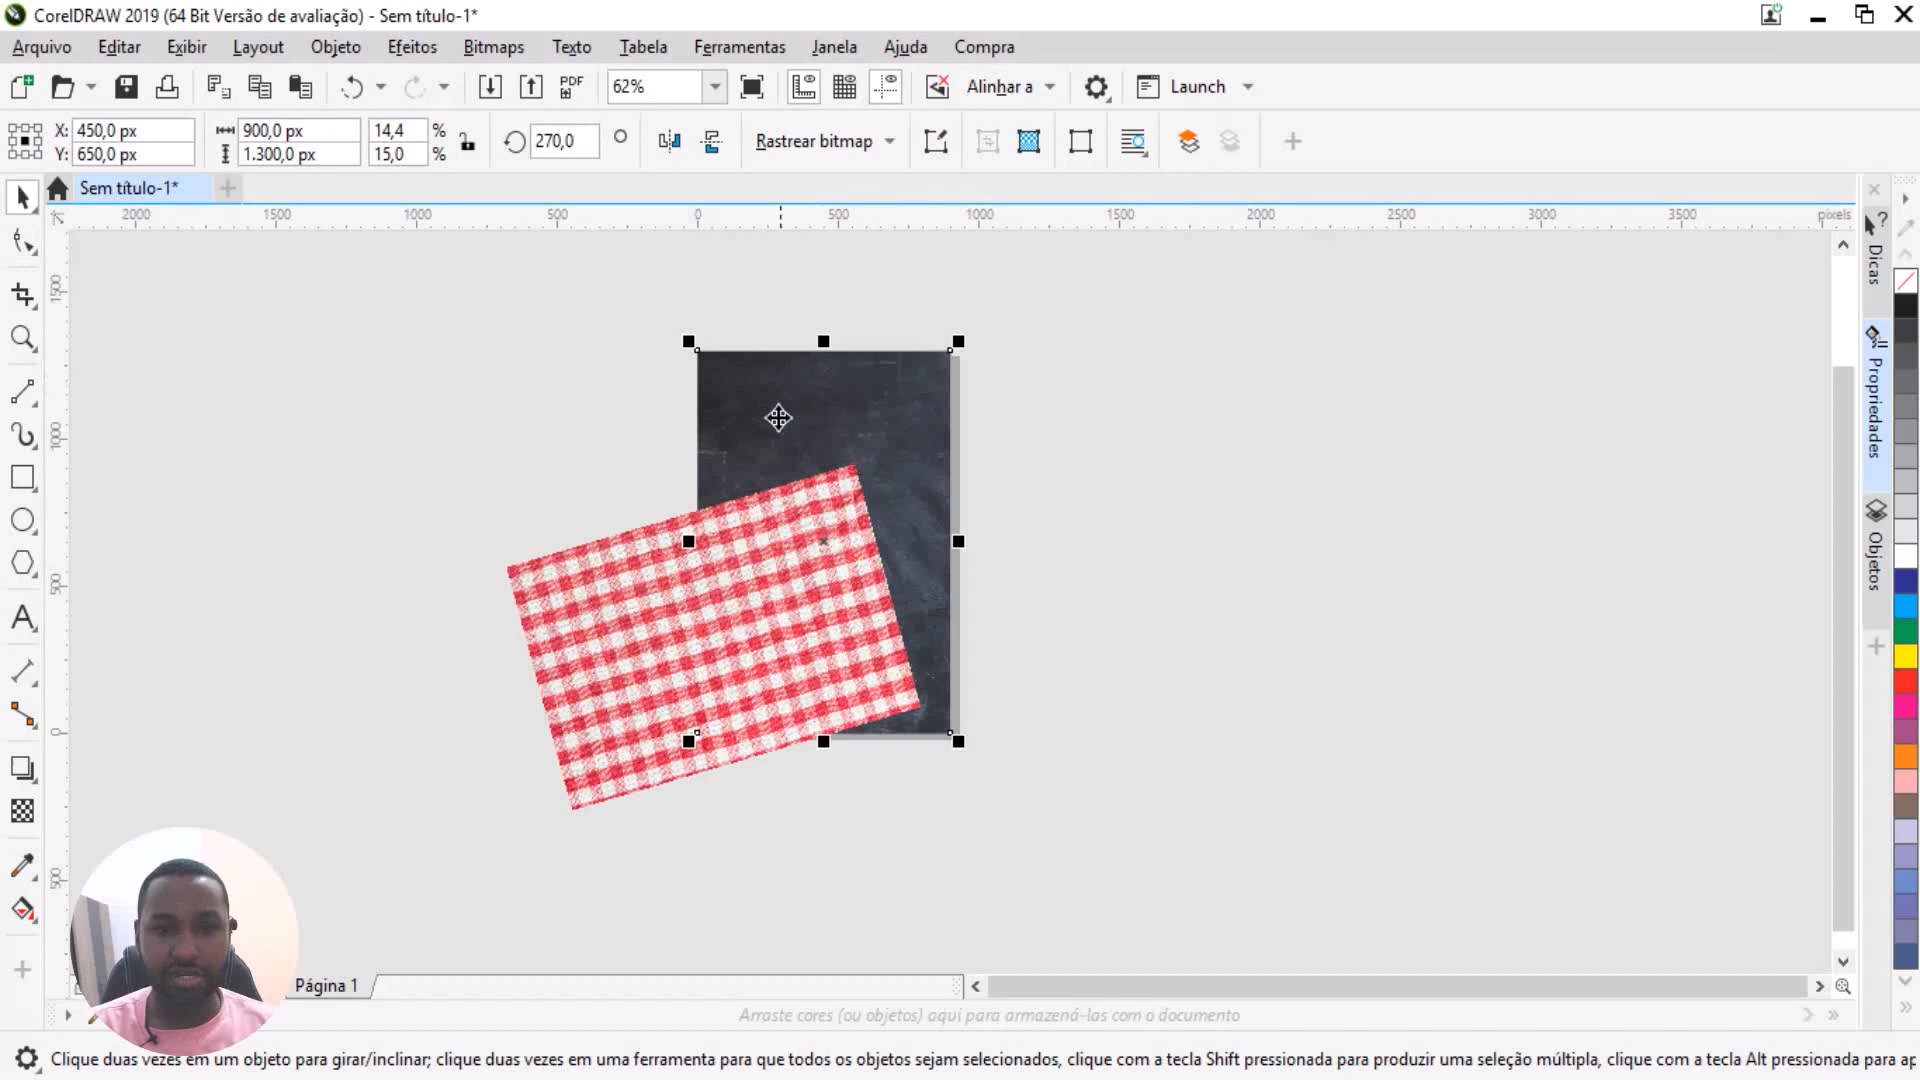 CorelDRAW 2019 (64 Bit Versão de avaliação) - Sem título-1*
Arquivo Editar Exibir Layout Objeto Efeitos Bitmaps Texto Tabela Ferramentas Janela Ajuda Compra
PDF 62% Alinhar a Launch
X: 450,0 px 900,0 px 14,4 % 270,0 Rastrear bitmap
Y: 650,0 px 1.300,0 px 15,0 %
Sem título-1*
2000 1500 1000 500 0 500 1000 1500 2000 2500 3000 3500 pixels
1500
1000
500
0
500
Dicas
Propriedades
Objetos
Página 1
Arraste cores (ou objetos) aqui para armazená-las com o documento
Clique duas vezes em um objeto para girar/inclinar; clique duas vezes em uma ferramenta para que todos os objetos sejam selecionados, clique com a tecla Shift pressionada para produzir uma seleção múltipla, clique com a tecla Alt pressionada para ap